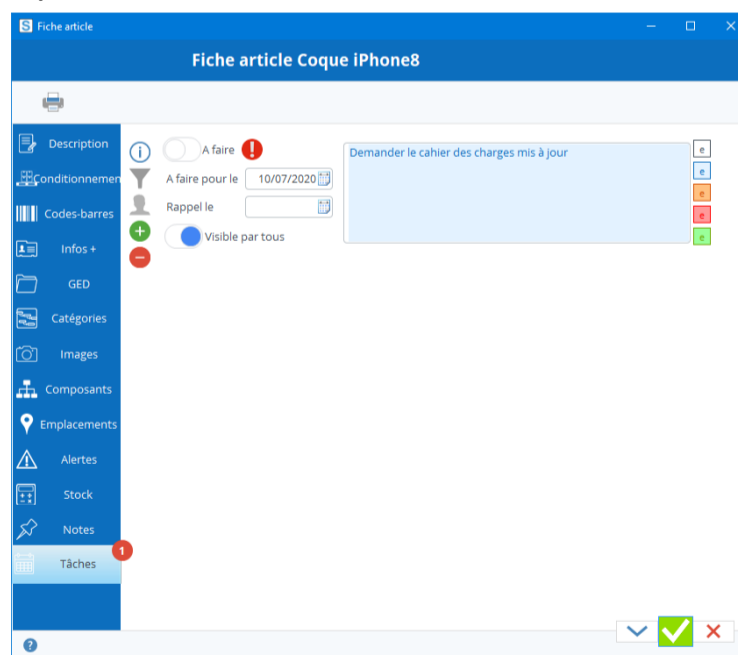 S Fiche article
Fiche article Coque iPhone8
Description
Conditionnemen
Codes-barres
Infos +
GED
Catégories
Images
Composants
Emplacements
Alertes
Stock
Notes
Tâches
1
i
A faire !
A faire pour le 10/07/2020
Rappel le
Visible par tous
Demander le cahier des charges mis à jour
e
e
e
e
e
?